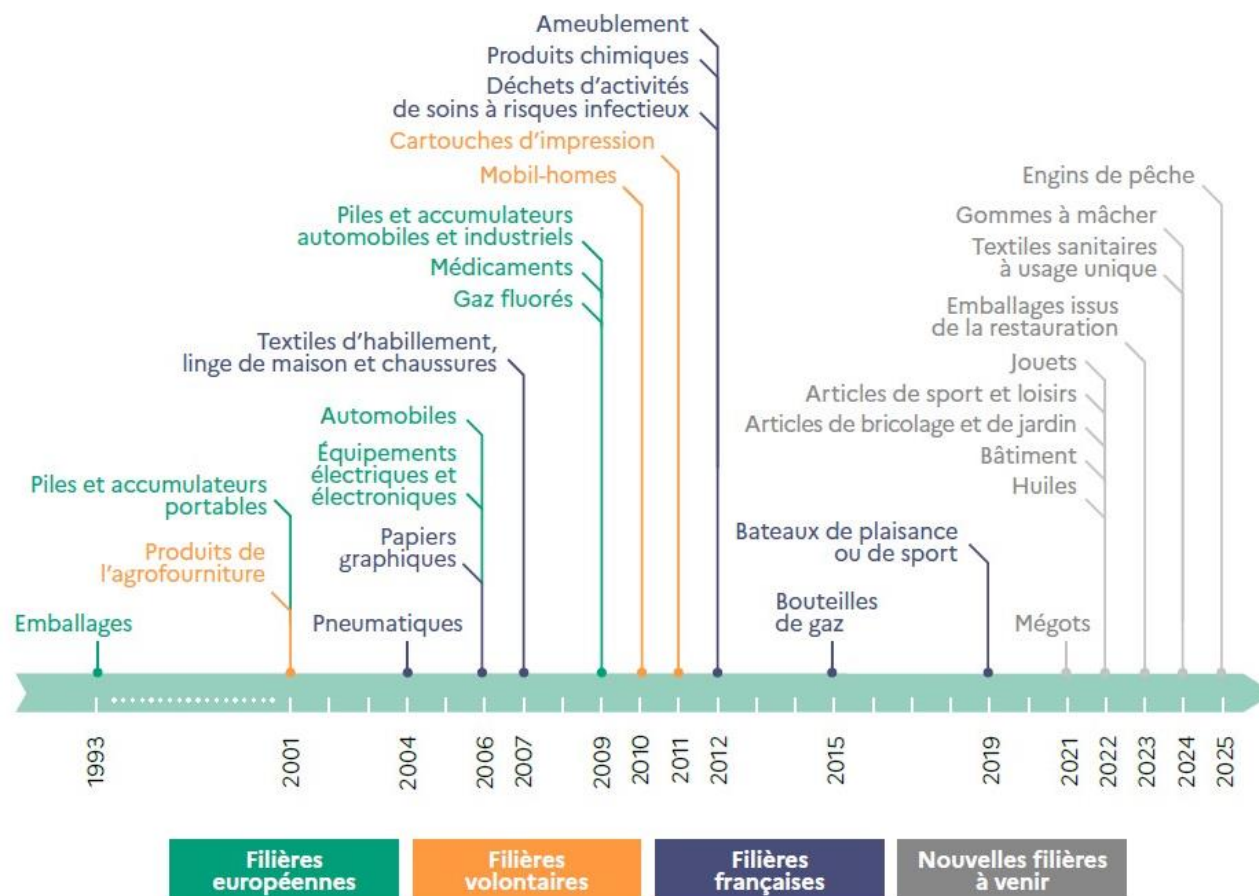 Ameublement
Produits chimiques
Déchets d'activités
de soins à risques infectieux
Cartouches d'impression
Mobil-homes
Piles et accumulateurs
automobiles et industriels
Médicaments
Gaz fluorés
Textiles d'habillement,
linge de maison et chaussures
Automobiles
Équipements
électriques et
électroniques
Piles et accumulateurs
portables
Papiers
graphiques
Produits de
l'agrofourniture
Emballages
Pneumatiques
Engins de pêche
Gommes à mâcher
Textiles sanitaires
à usage unique
Emballages issus
de la restauration
Jouets
Articles de sport et loisirs
Articles de bricolage et de jardin
Bâtiment
Huiles
Bateaux de plaisance
ou de sport
Bouteilles
de gaz
Mégots
1993
2001
2004
2006
2007
2009
2010
2011
2012
2015
2019
2021
2022
2023
2024
2025
Filières
européennes
Filières
volontaires
Filières
françaises
Nouvelles filières
à venir